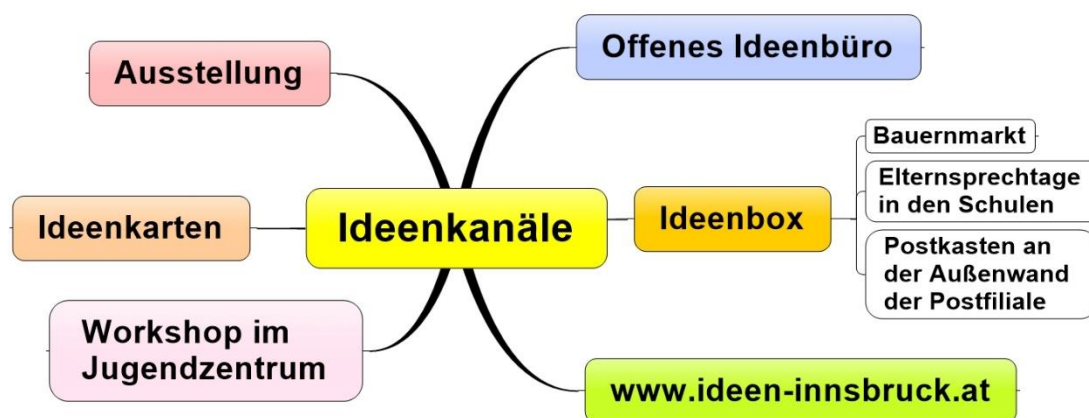 Offenes Ideenbüro
Ausstellung
Bauernmarkt
Elternsprechtage
in den Schulen
Ideenkarten
Ideenkanäle
Ideenbox
Postkasten an
der Außenwand
der Postfiliale
Workshop im
Jugendzentrum
www.ideen-innsbruck.at